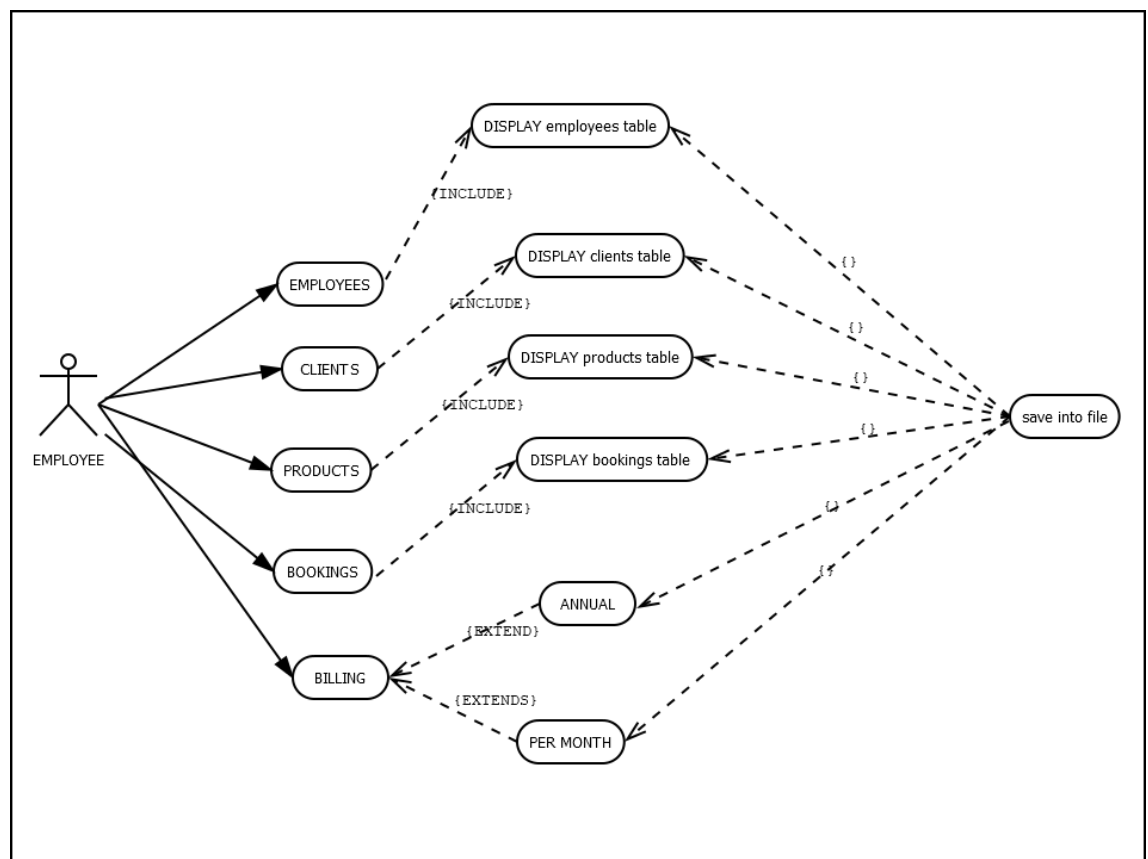 DISPLAY employees table
{INCLUDE}
DISPLAY clients table
{}
EMPLOYEES
{INCLUDE}
{}
DISPLAY products table
CLIENTS
{}
{INCLUDE}
save into file
{}
EMPLOYEE
PRODUCTS
DISPLAY bookings table
{INCLUDE}
{}
BOOKINGS
{}
ANNUAL
{EXTEND}
BILLING
{EXTENDS}
PER MONTH